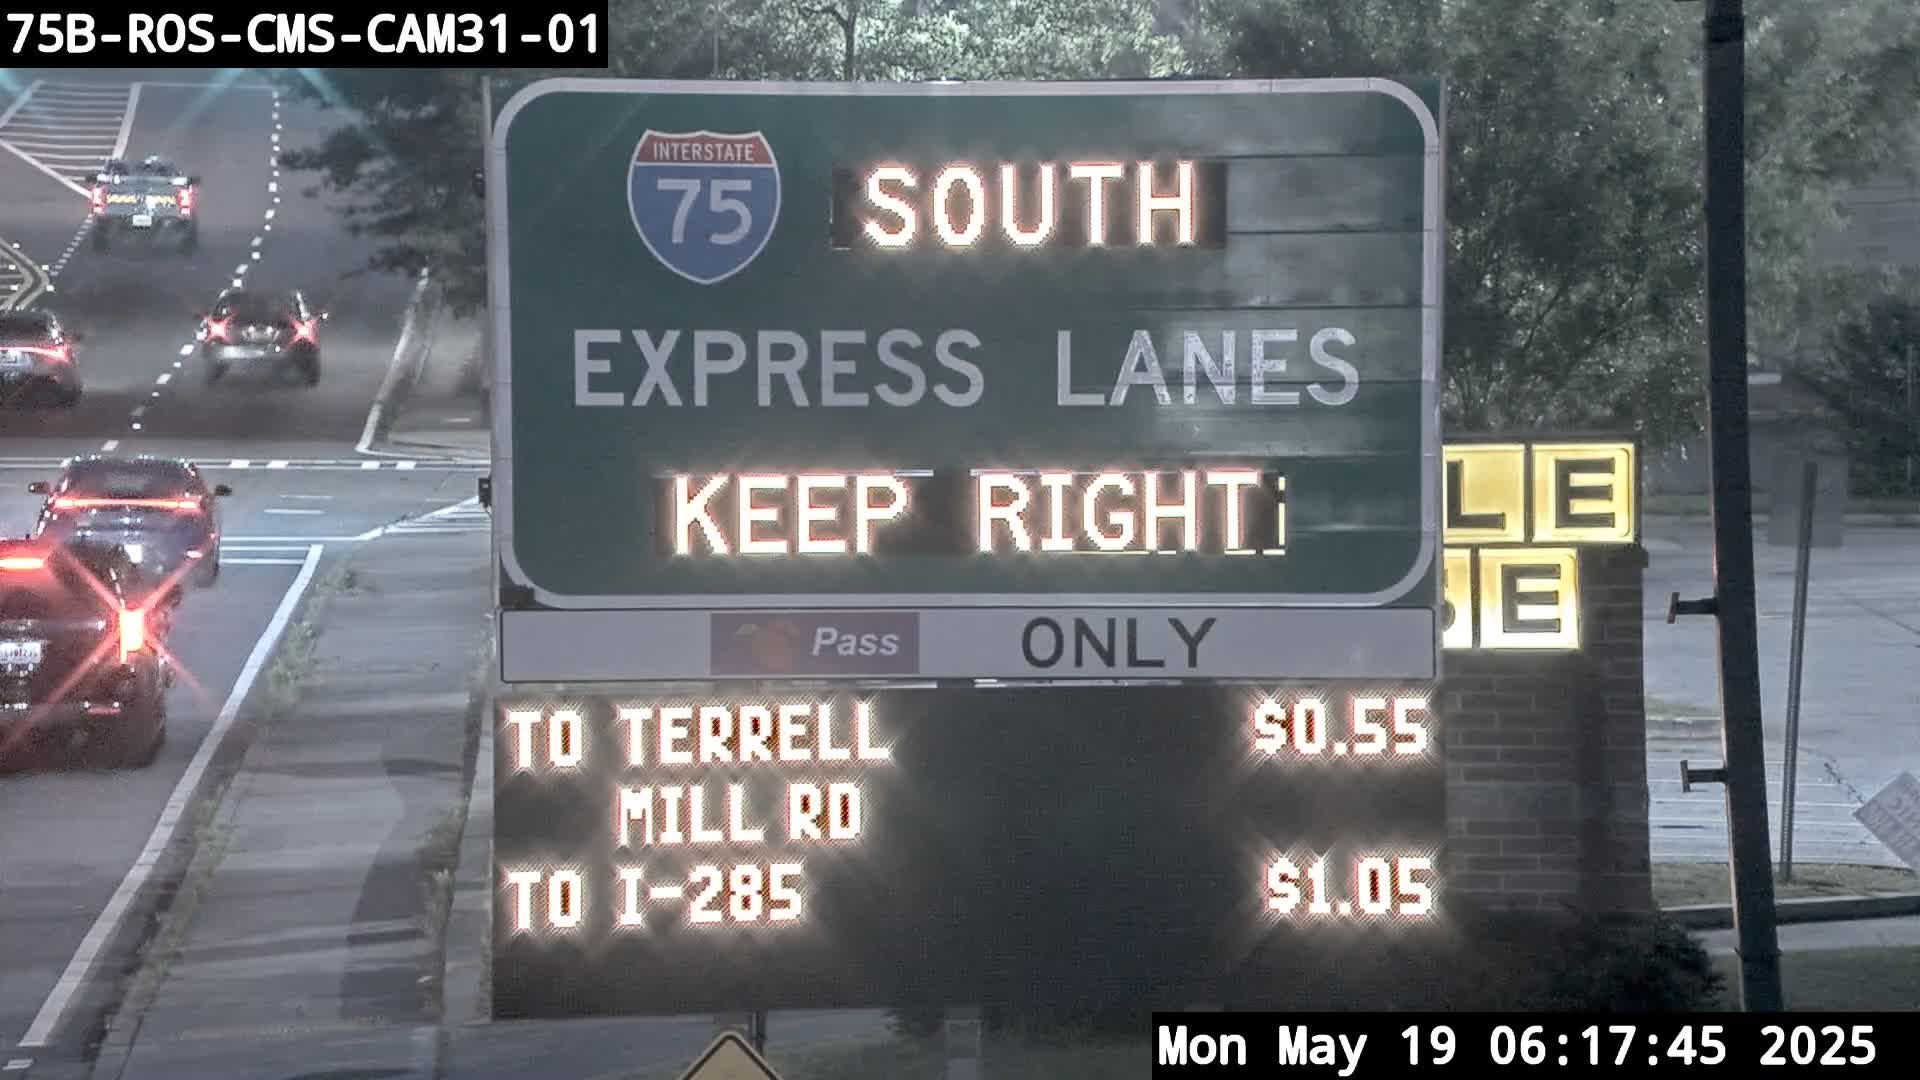 75B-ROS-CMS-CAM31-01
INTERSTATE
75
SOUTH
EXPRESS LANES
KEEP RIGHT
Pass ONLY
TO TERRELL $0.55
MILL RD
TO I-285 $1.05
LE
E
Mon May 19 06:17:45 2025